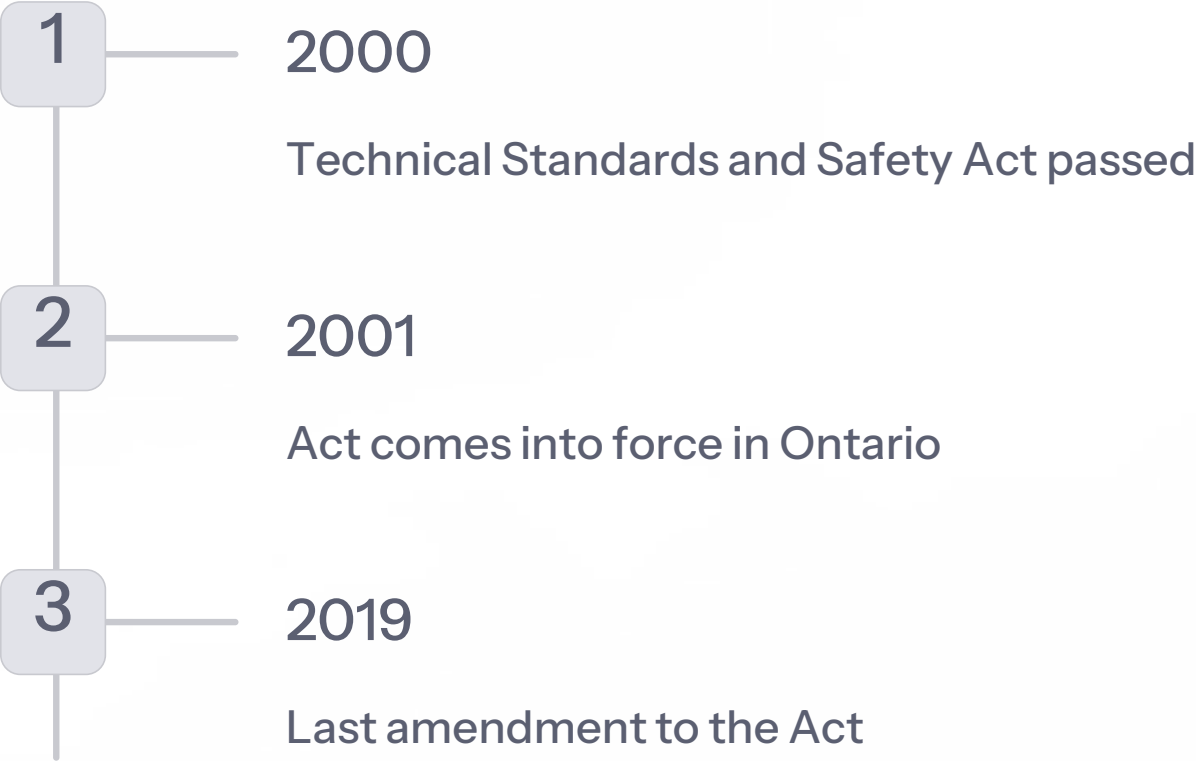 1
2000
Technical Standards and Safety Act passed
2
2001
Act comes into force in Ontario
3
2019
Last amendment to the Act